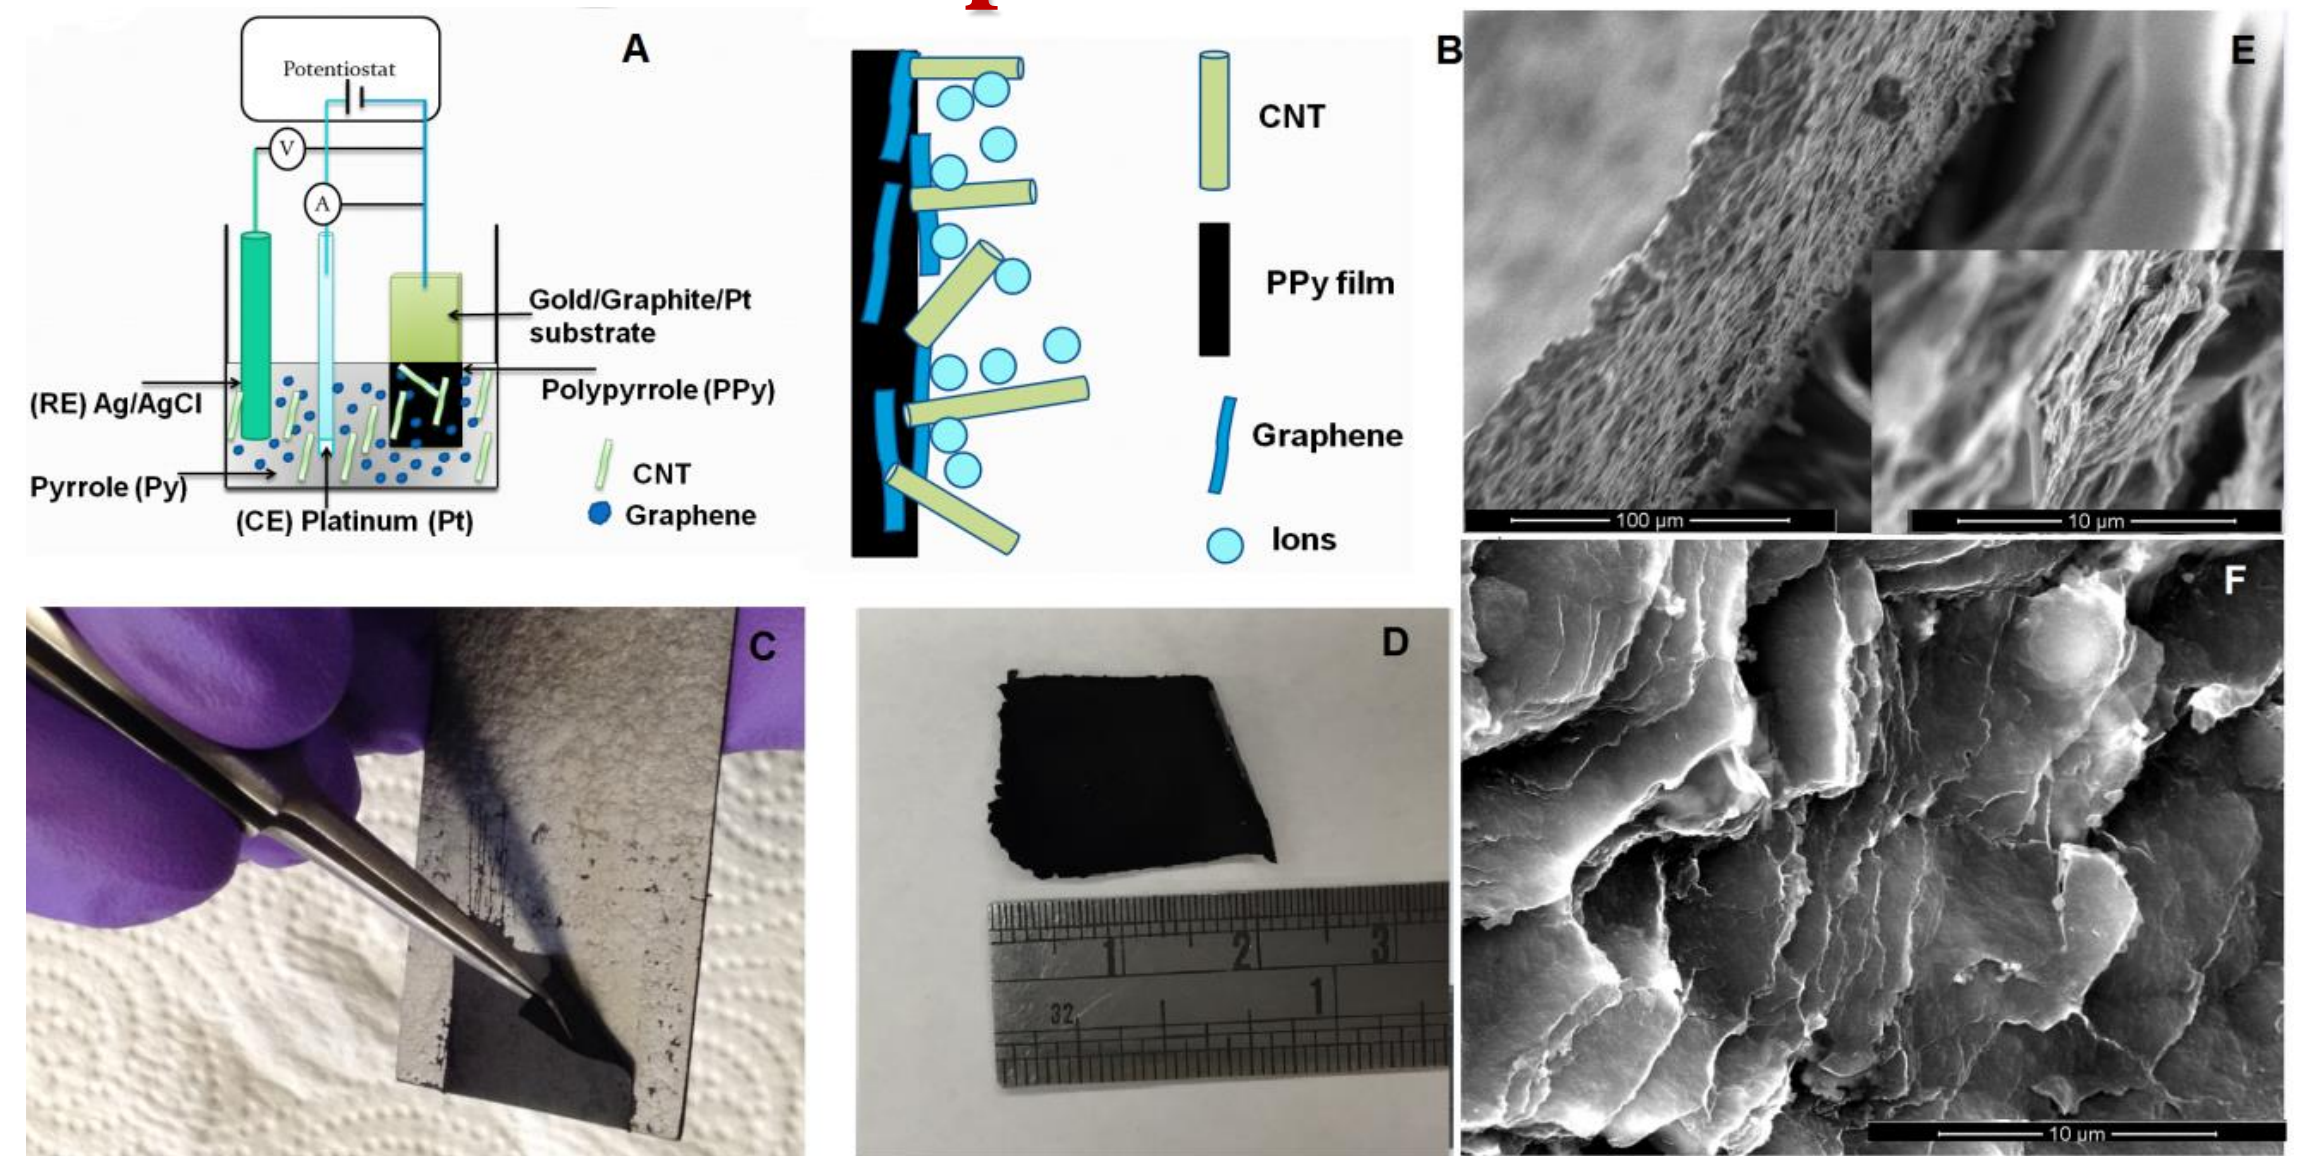 A
Potentiostat
V
A
Gold/Graphite/Pt
substrate
Polypyrrole (PPy)
(RE) Ag/AgCl
Pyrrole (Py)
(CE) Platinum (Pt)
CNT
Graphene
B
CNT
PPy film
Graphene
Ions
E
100 µm
10 µm
C
D
1 2 3
1
32
F
10 µm